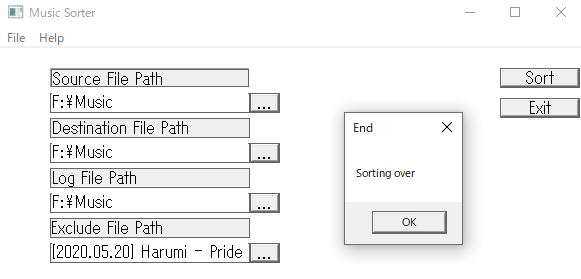 Music Sorter
File Help
Source File Path
F:¥Music
...
Destination File Path
F:¥Music
...
Log File Path
F:¥Music
...
Exclude File Path
[2020.05.20] Harumi - Pride
...
Sort
Exit
End
Sorting over
OK